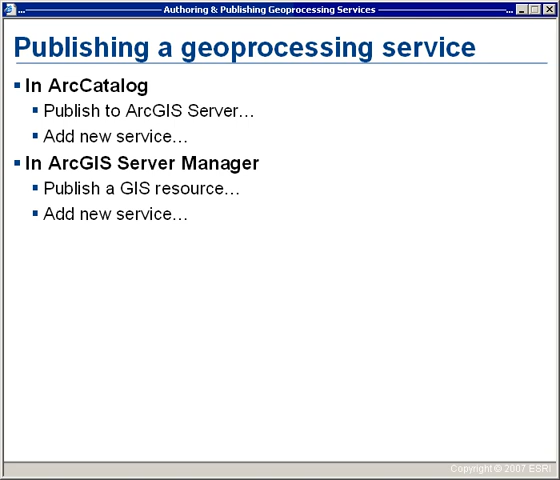 ... Authoring & Publishing Geoprocessing Services ...
Publishing a geoprocessing service
In ArcCatalog
Publish to ArcGIS Server…
Add new service…
In ArcGIS Server Manager
Publish a GIS resource…
Add new service…
Copyright © 2007 ESRI